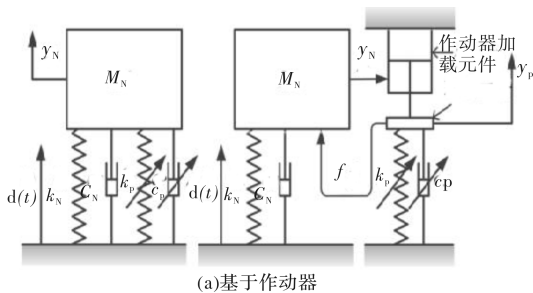 y_N
M_N
d(t)
k_N
C_N
k_p
c_p
M_N
y_N
作动器加
载元件
y_p
d(t)
k_N
C_N
f
k_p
cp
(a)基于作动器